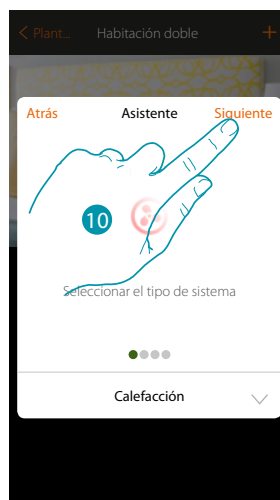 < Plant... Habitación doble +
Atrás Asistente Siguiente
10
Seleccionar el tipo de sistema
Calefacción